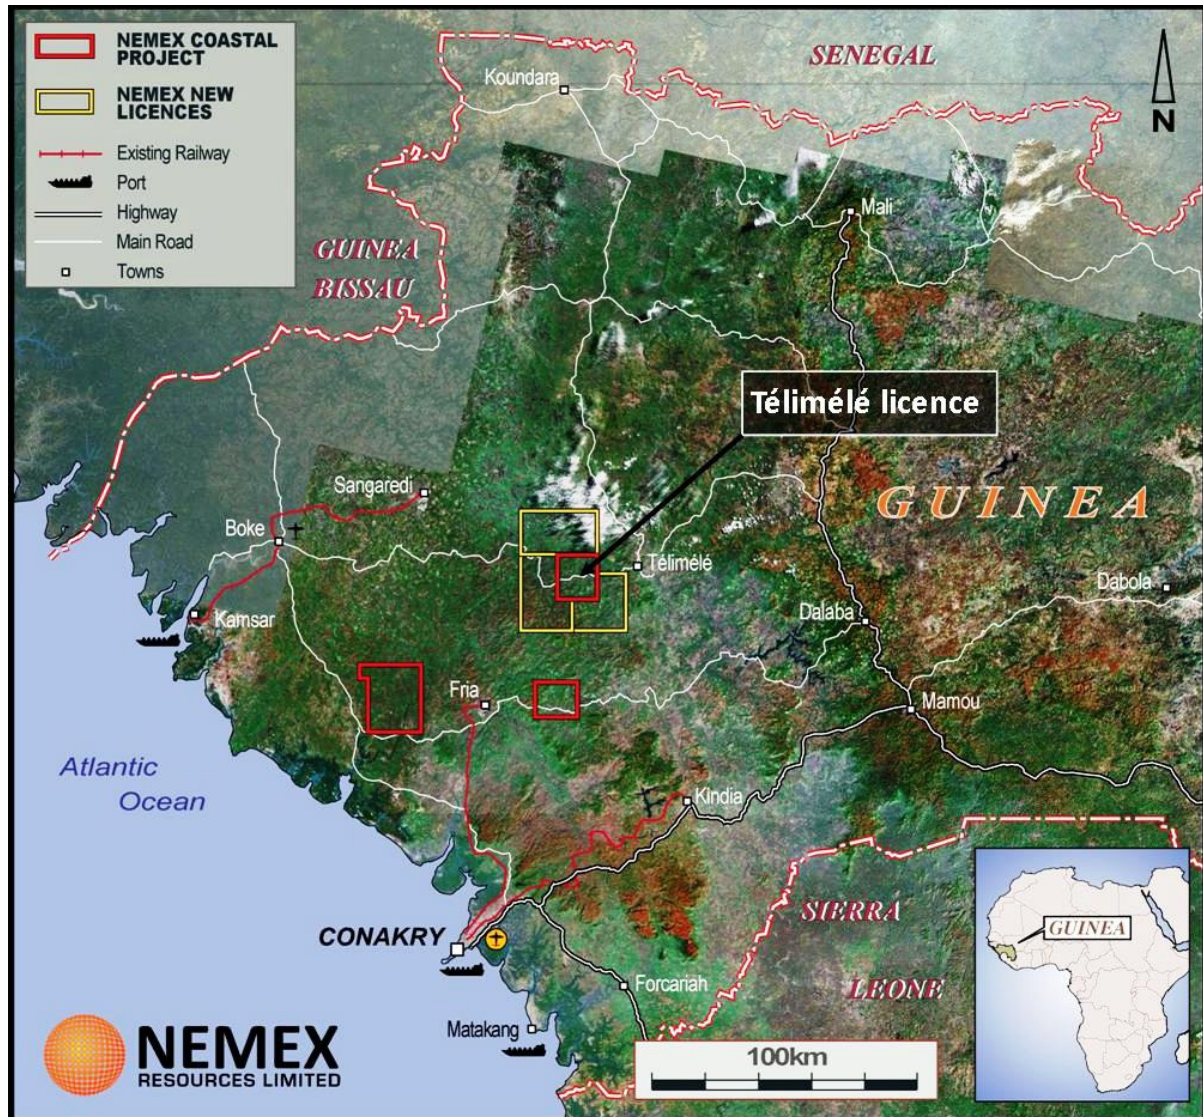 NEMEX COASTAL
PROJECT
NEMEX NEW
LICENCES
Existing Railway
Port
Highway
Main Road
Towns
SENEGAL
N
Koundara
Mali
GUINEA
BISSAU
Télimélé licence
GUINEA
Sangaredi
Boke
Télimélé
Dabola
Kamsar
Dalaba
Fria
Mamou
Atlantic
Ocean
Kindia
SIERRA
LEONE
GUINEA
CONAKRY
Forcariah
Matakang
NEMEX
RESOURCES LIMITED
100km